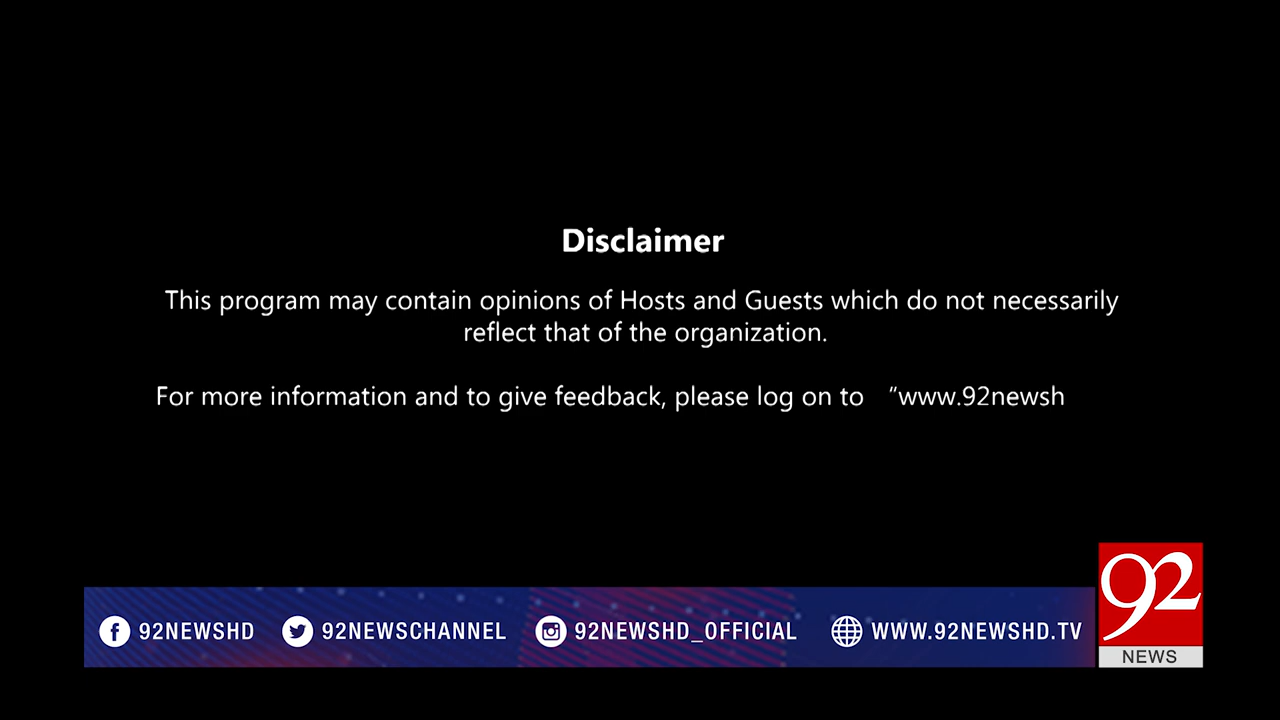 Disclaimer
This program may contain opinions of Hosts and Guests which do not necessarily
reflect that of the organization.
For more information and to give feedback, please log on to “www.92newsh
92NEWSHD 92NEWSCHANNEL 92NEWSHD_OFFICIAL WWW.92NEWSHD.TV
92
NEWS